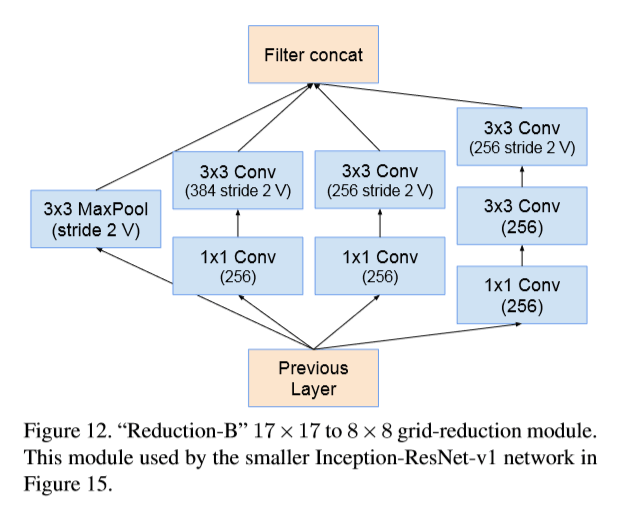 Filter concat
3x3 Conv
(256 stride 2 V)
3x3 Conv
(384 stride 2 V)
3x3 Conv
(256 stride 2 V)
3x3 MaxPool
(stride 2 V)
3x3 Conv
(256)
1x1 Conv
(256)
1x1 Conv
(256)
1x1 Conv
(256)
Previous
Layer
Figure 12. “Reduction-B” 17 × 17 to 8 × 8 grid-reduction module.
This module used by the smaller Inception-ResNet-v1 network in
Figure 15.